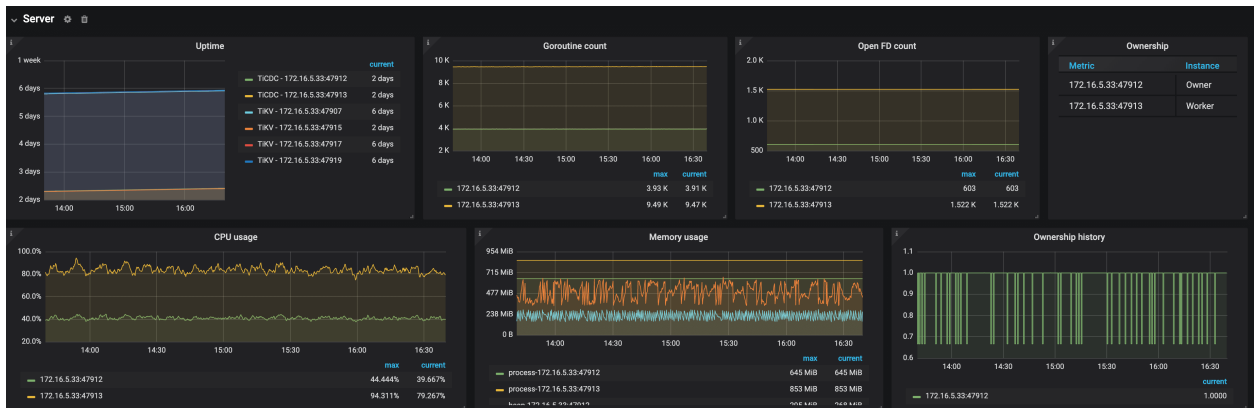 Server
Uptime
1 week
6 days
5 days
4 days
3 days
2 days
14:00 15:00 16:00
current
TiCDC - 172.16.5.33:47912 2 days
TiCDC - 172.16.5.33:47913 2 days
TiKV - 172.16.5.33:47907 6 days
TiKV - 172.16.5.33:47915 2 days
TiKV - 172.16.5.33:47917 6 days
TiKV - 172.16.5.33:47919 6 days
Goroutine count
10 K
8 K
6 K
4 K
2 K
14:00 14:30 15:00 15:30 16:00 16:30
max current
172.16.5.33:47912 3.93 K 3.91 K
172.16.5.33:47913 9.49 K 9.47 K
Open FD count
2.0 K
1.5 K
1.0 K
500
14:00 14:30 15:00 15:30 16:00 16:30
max current
172.16.5.33:47912 603 603
172.16.5.33:47913 1.522 K 1.522 K
Ownership
Metric Instance
172.16.5.33:47912 Owner
172.16.5.33:47913 Worker
CPU usage
100.0%
80.0%
60.0%
40.0%
20.0%
14:00 14:30 15:00 15:30 16:00 16:30
max current
172.16.5.33:47912 44.444% 39.667%
172.16.5.33:47913 94.311% 79.267%
Memory usage
954 MiB
715 MiB
477 MiB
238 MiB
0 B
14:00 14:30 15:00 15:30 16:00 16:30
max current
process-172.16.5.33:47912 645 MiB 645 MiB
process-172.16.5.33:47913 853 MiB 853 MiB
Ownership history
1.1
1.0
0.9
0.8
0.7
0.6
14:00 14:30 15:00 15:30 16:00 16:30
current
172.16.5.33:47912 1.0000